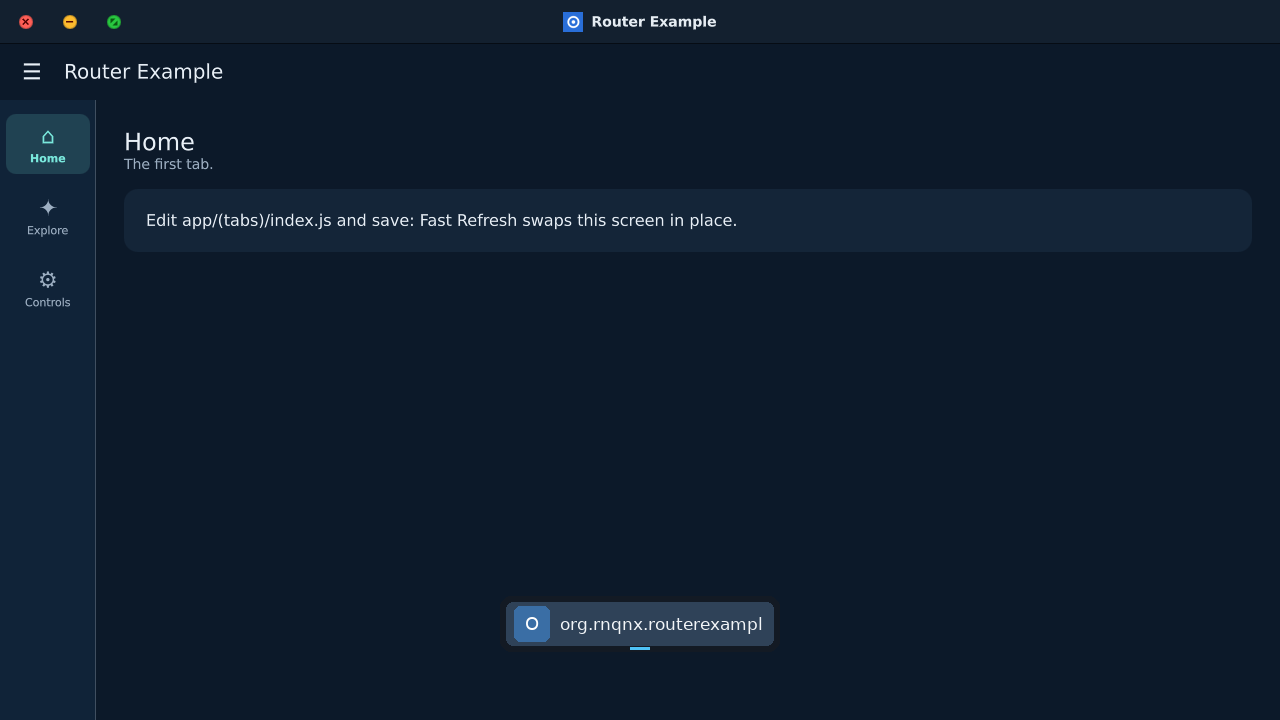 Router Example
Router Example
Home
Explore
Controls
Home
The first tab.
Edit app/(tabs)/index.js and save: Fast Refresh swaps this screen in place.
O
org.rnqnx.routerexampl